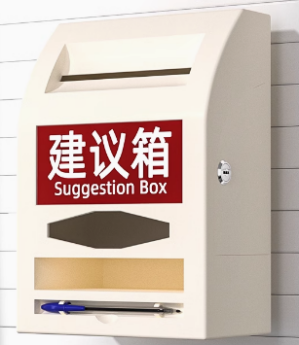 建议箱
Suggestion Box